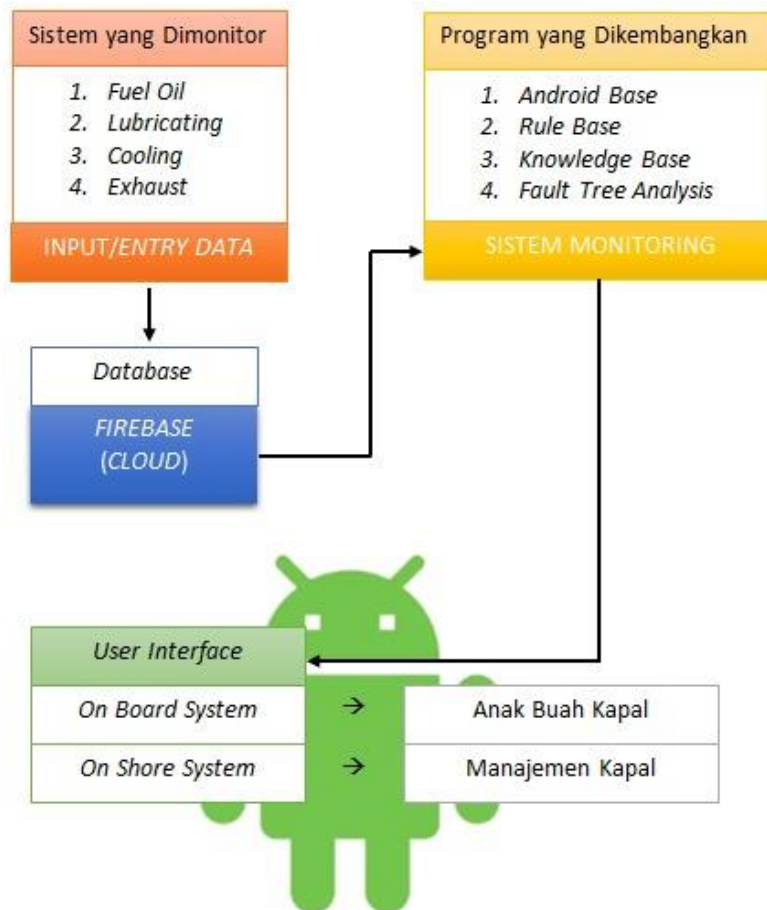 Sistem yang Dimonitor
1. Fuel Oil
2. Lubricating
3. Cooling
4. Exhaust
INPUT/ENTRY DATA
Program yang Dikembangkan
1. Android Base
2. Rule Base
3. Knowledge Base
4. Fault Tree Analysis
SISTEM MONITORING
Database
FIREBASE
(CLOUD)
User Interface
On Board System → Anak Buah Kapal
On Shore System → Manajemen Kapal